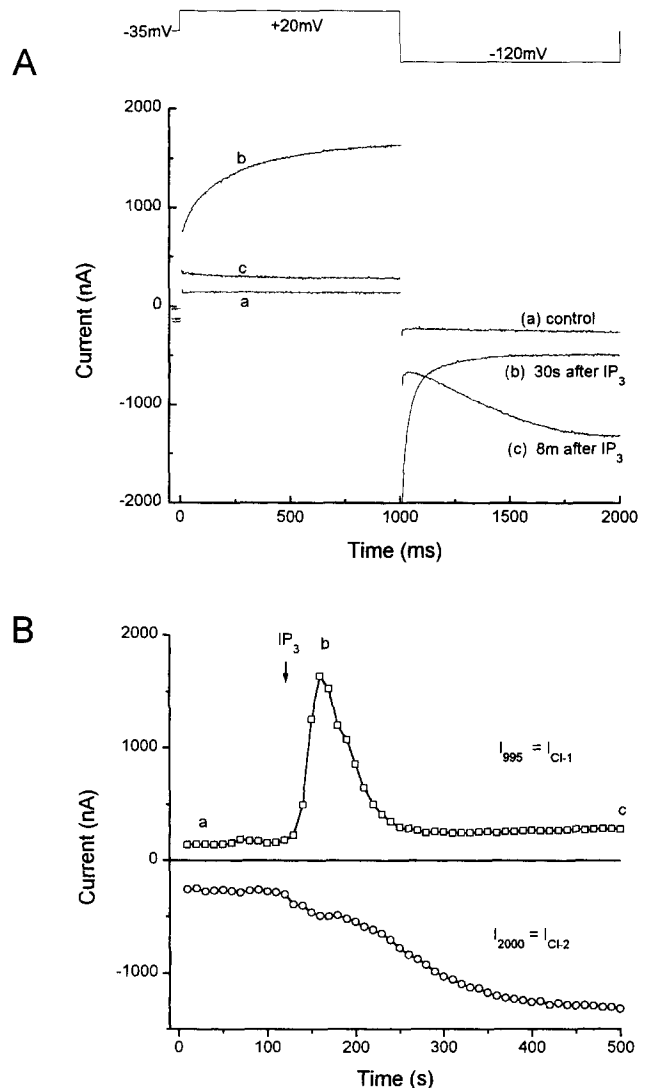 +20mV
-35mV
-120mV
A
2000
1000
0
-1000
-2000
Current (nA)
b
c
a
(a) control
(b) 30s after IP3
(c) 8m after IP3
0
500
1000
1500
2000
Time (ms)
B
2000
1000
0
-1000
Current (nA)
IP3
b
a
c
I995 = ICl-1
I2000 = ICl-2
0
100
200
300
400
500
Time (s)